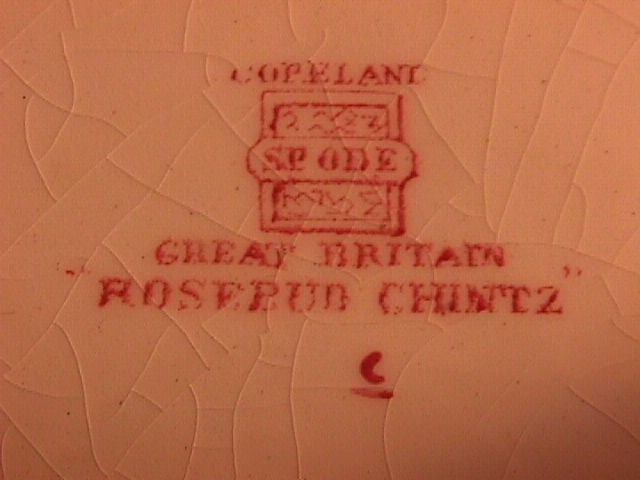 COPELAND
SPODE
GREAT BRITAIN
"ROSEBUD CHINTZ"
C